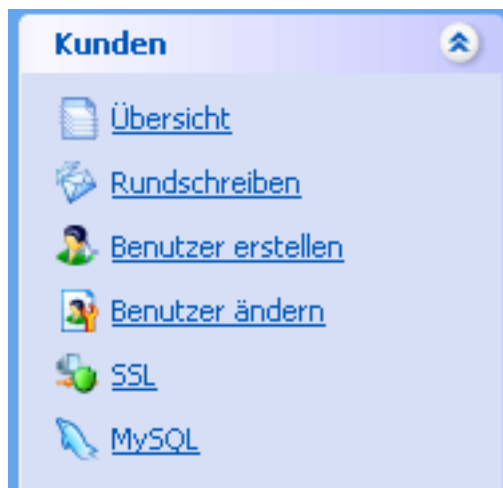 Kunden
Übersicht
Rundschreiben
Benutzer erstellen
Benutzer ändern
SSL
MySQL